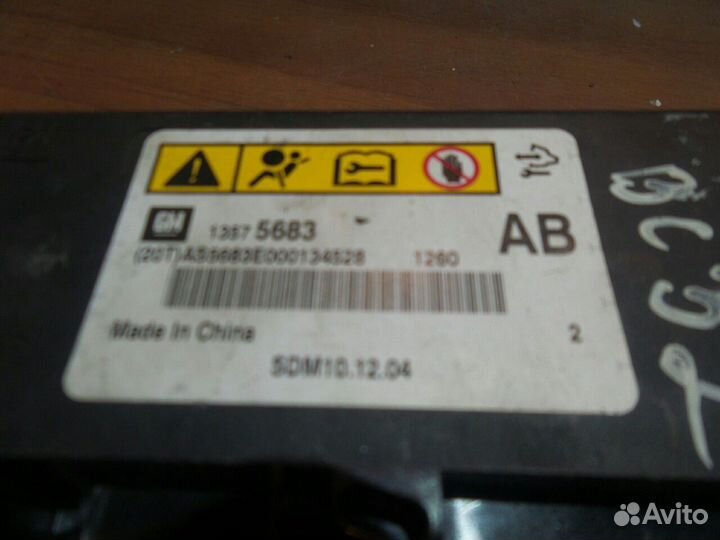 GM 1357 5683 AB
(20T)AS5683E000134528 1260
Made In China 2
SDM10.12.04
Avito